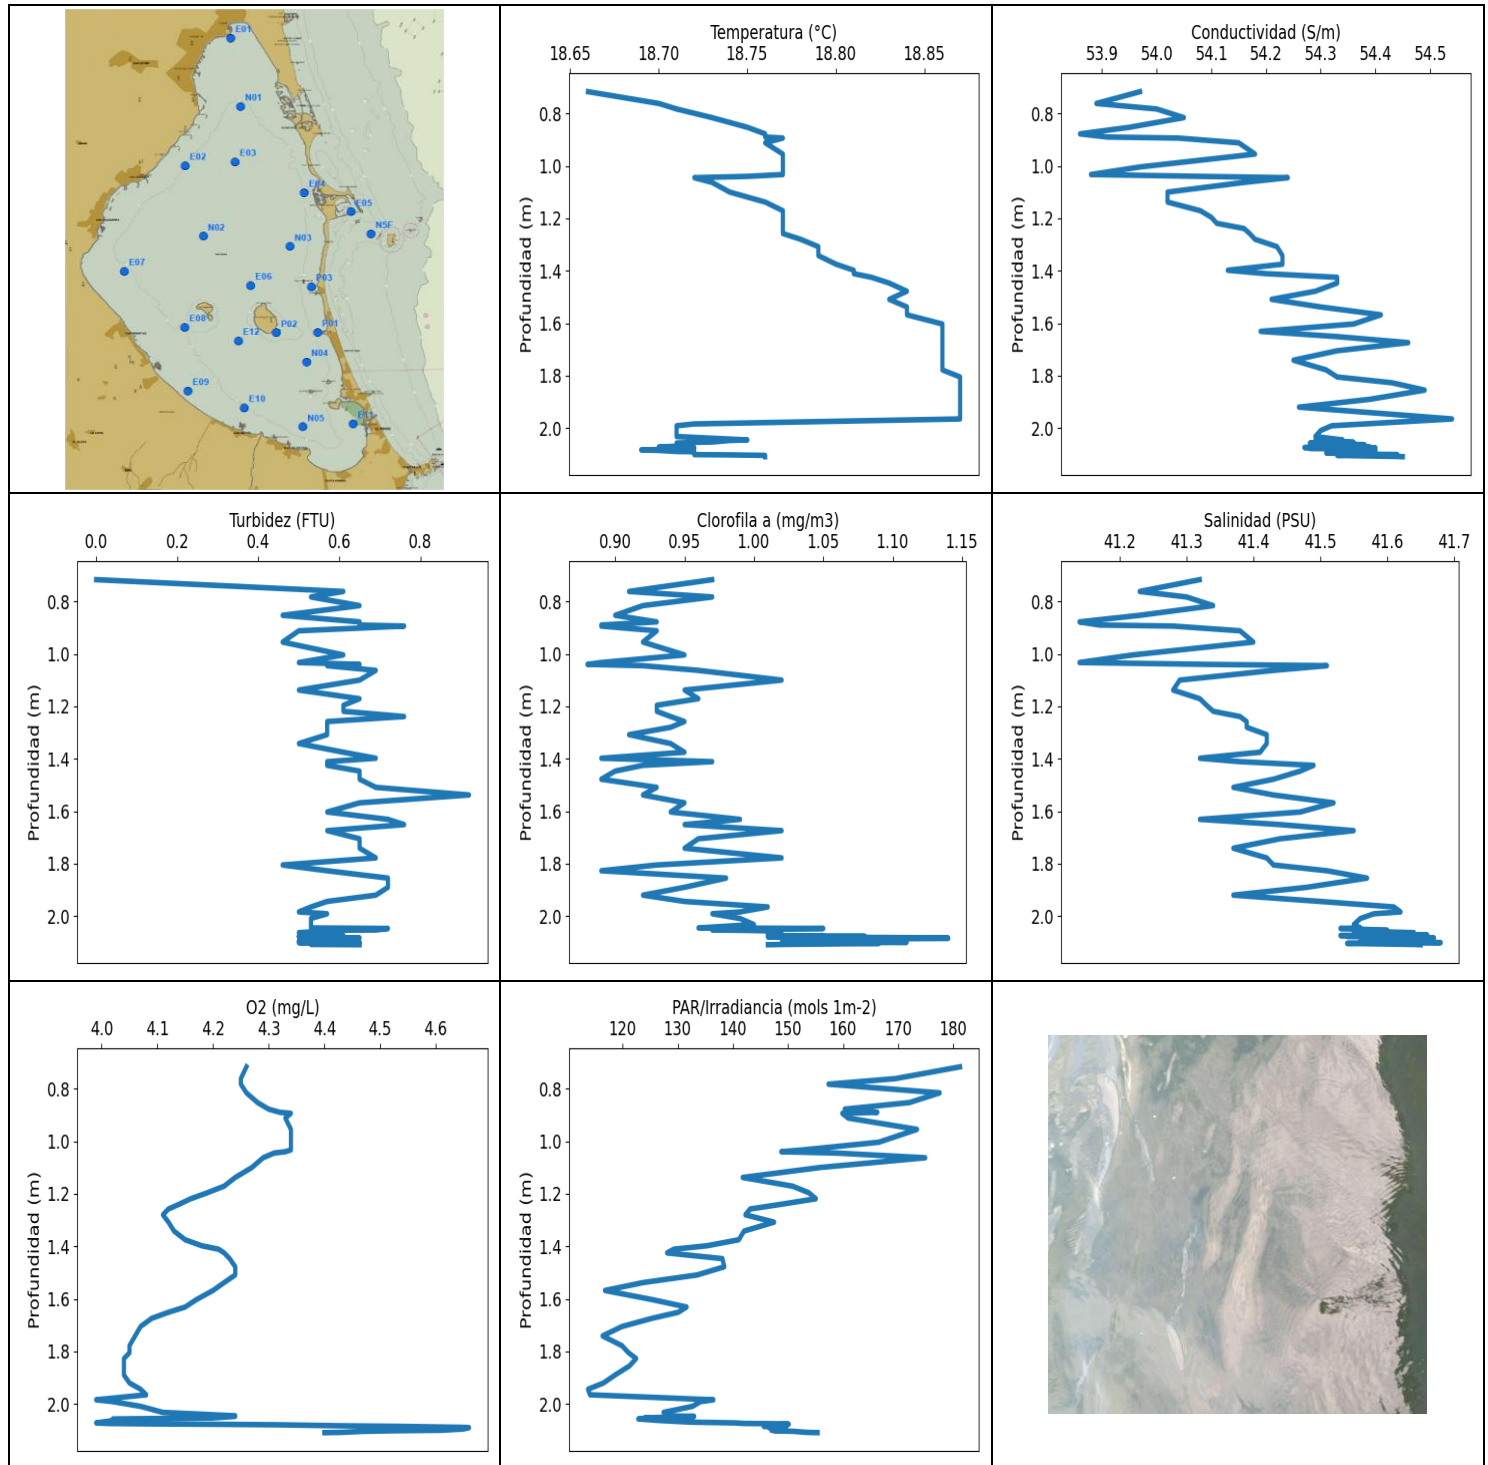 E01
N01
E02
E03
E04
E05
N5F
N02
N03
E07
E06
P03
E08
E12
P02
P01
N04
E09
E10
N05
E11
Temperatura (°C)
18.65 18.70 18.75 18.80 18.85
Profundidad (m)
0.8
1.0
1.2
1.4
1.6
1.8
2.0
Conductividad (S/m)
53.9 54.0 54.1 54.2 54.3 54.4 54.5
Profundidad (m)
0.8
1.0
1.2
1.4
1.6
1.8
2.0
Turbidez (FTU)
0.0 0.2 0.4 0.6 0.8
Profundidad (m)
0.8
1.0
1.2
1.4
1.6
1.8
2.0
Clorofila a (mg/m3)
0.90 0.95 1.00 1.05 1.10 1.15
Profundidad (m)
0.8
1.0
1.2
1.4
1.6
1.8
2.0
Salinidad (PSU)
41.2 41.3 41.4 41.5 41.6 41.7
Profundidad (m)
0.8
1.0
1.2
1.4
1.6
1.8
2.0
O2 (mg/L)
4.0 4.1 4.2 4.3 4.4 4.5 4.6
Profundidad (m)
0.8
1.0
1.2
1.4
1.6
1.8
2.0
PAR/Irradiancia (mols 1m-2)
120 130 140 150 160 170 180
Profundidad (m)
0.8
1.0
1.2
1.4
1.6
1.8
2.0